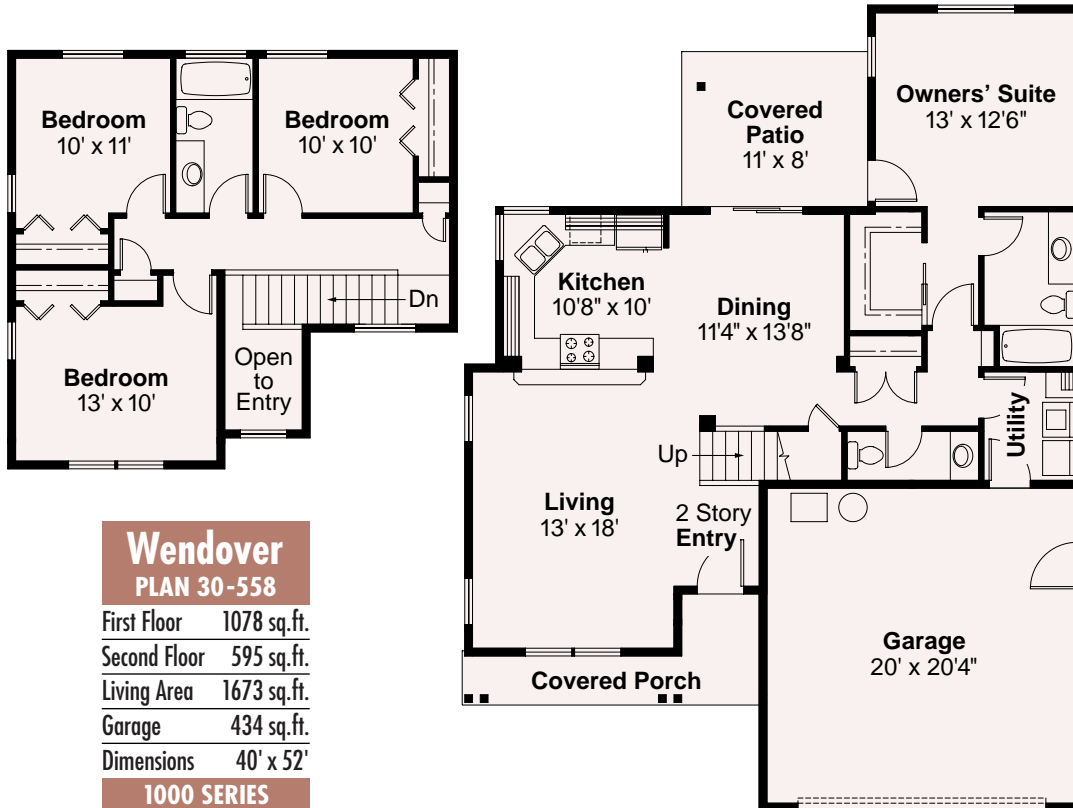 Bedroom
10' x 11'
Bedroom
10' x 10'
Dn
Open
to
Entry
Bedroom
13' x 10'
Owners’ Suite
13' x 12'6"
Covered
Patio
11' x 8'
Kitchen
10'8" x 10'
Dining
11'4" x 13'8"
Utility
Up
Living
13' x 18'
2 Story
Entry
Garage
20' x 20'4"
Covered Porch
Wendover
PLAN 30-558
First Floor 1078 sq.ft.
Second Floor 595 sq.ft.
Living Area 1673 sq.ft.
Garage 434 sq.ft.
Dimensions 40' x 52'
1000 SERIES